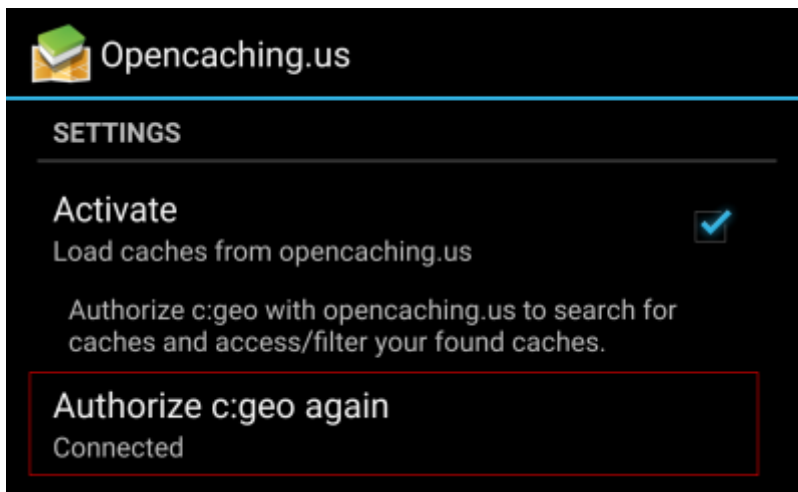 Opencaching.us
SETTINGS
Activate
Load caches from opencaching.us
Authorize c:geo with opencaching.us to search for
caches and access/filter your found caches.
Authorize c:geo again
Connected